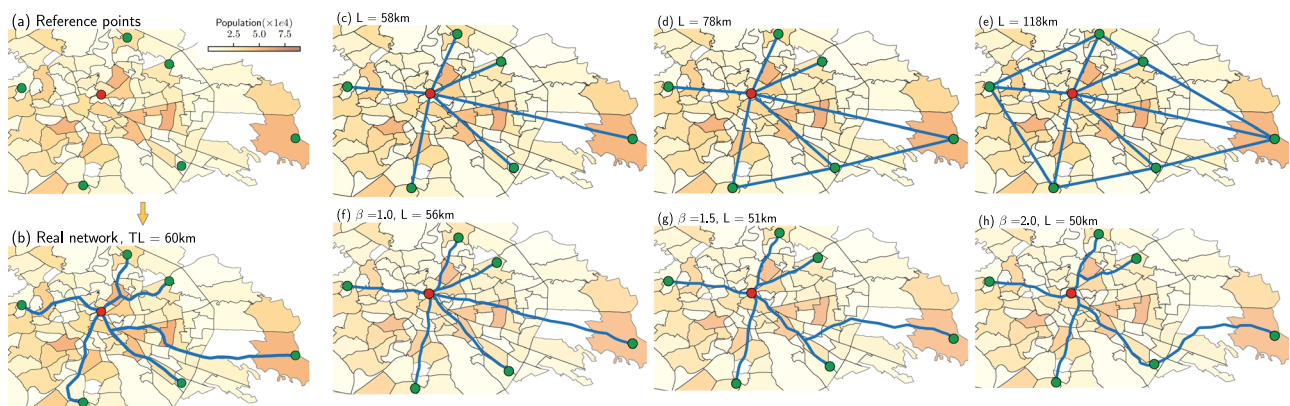 (a) Reference points
Population(×1e4)
2.5 5.0 7.5
(c) L = 58km
(d) L = 78km
(e) L = 118km
(b) Real network, TL = 60km
(f) β =1.0, L = 56km
(g) β =1.5, L = 51km
(h) β =2.0, L = 50km